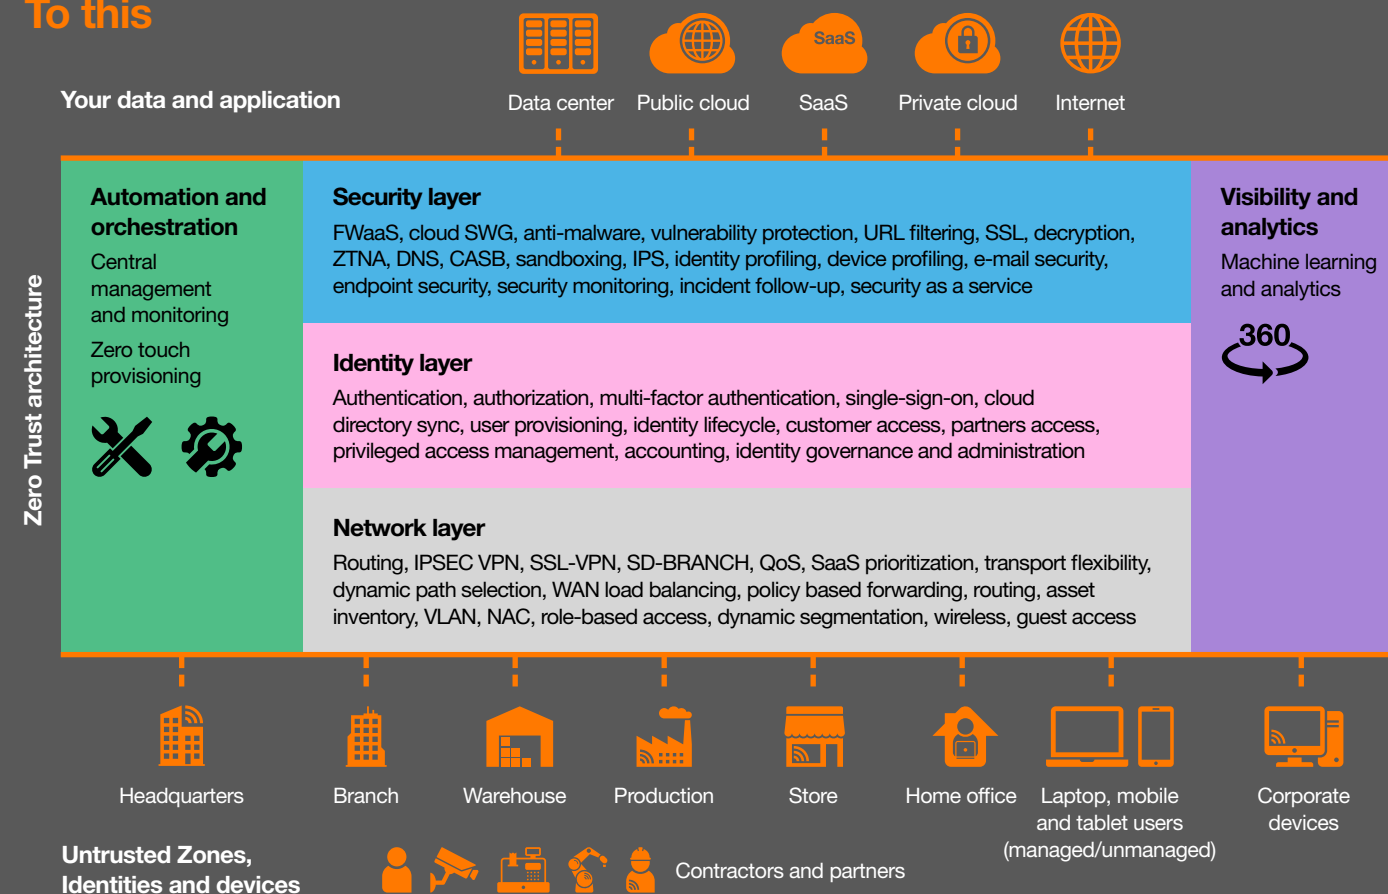 To this
Your data and application
Data center
Public cloud
SaaS
SaaS
Private cloud
Internet
Zero Trust architecture
Automation and
orchestration
Central
management
and monitoring
Zero touch
provisioning
Security layer
FWaaS, cloud SWG, anti-malware, vulnerability protection, URL filtering, SSL, decryption,
ZTNA, DNS, CASB, sandboxing, IPS, identity profiling, device profiling, e-mail security,
endpoint security, security monitoring, incident follow-up, security as a service
Identity layer
Authentication, authorization, multi-factor authentication, single-sign-on, cloud
directory sync, user provisioning, identity lifecycle, customer access, partners access,
privileged access management, accounting, identity governance and administration
Network layer
Routing, IPSEC VPN, SSL-VPN, SD-BRANCH, QoS, SaaS prioritization, transport flexibility,
dynamic path selection, WAN load balancing, policy based forwarding, routing, asset
inventory, VLAN, NAC, role-based access, dynamic segmentation, wireless, guest access
Visibility and
analytics
Machine learning
and analytics
360
Headquarters
Branch
Warehouse
Production
Store
Home office
Laptop, mobile
and tablet users
(managed/unmanaged)
Corporate
devices
Untrusted Zones,
Identities and devices
Contractors and partners